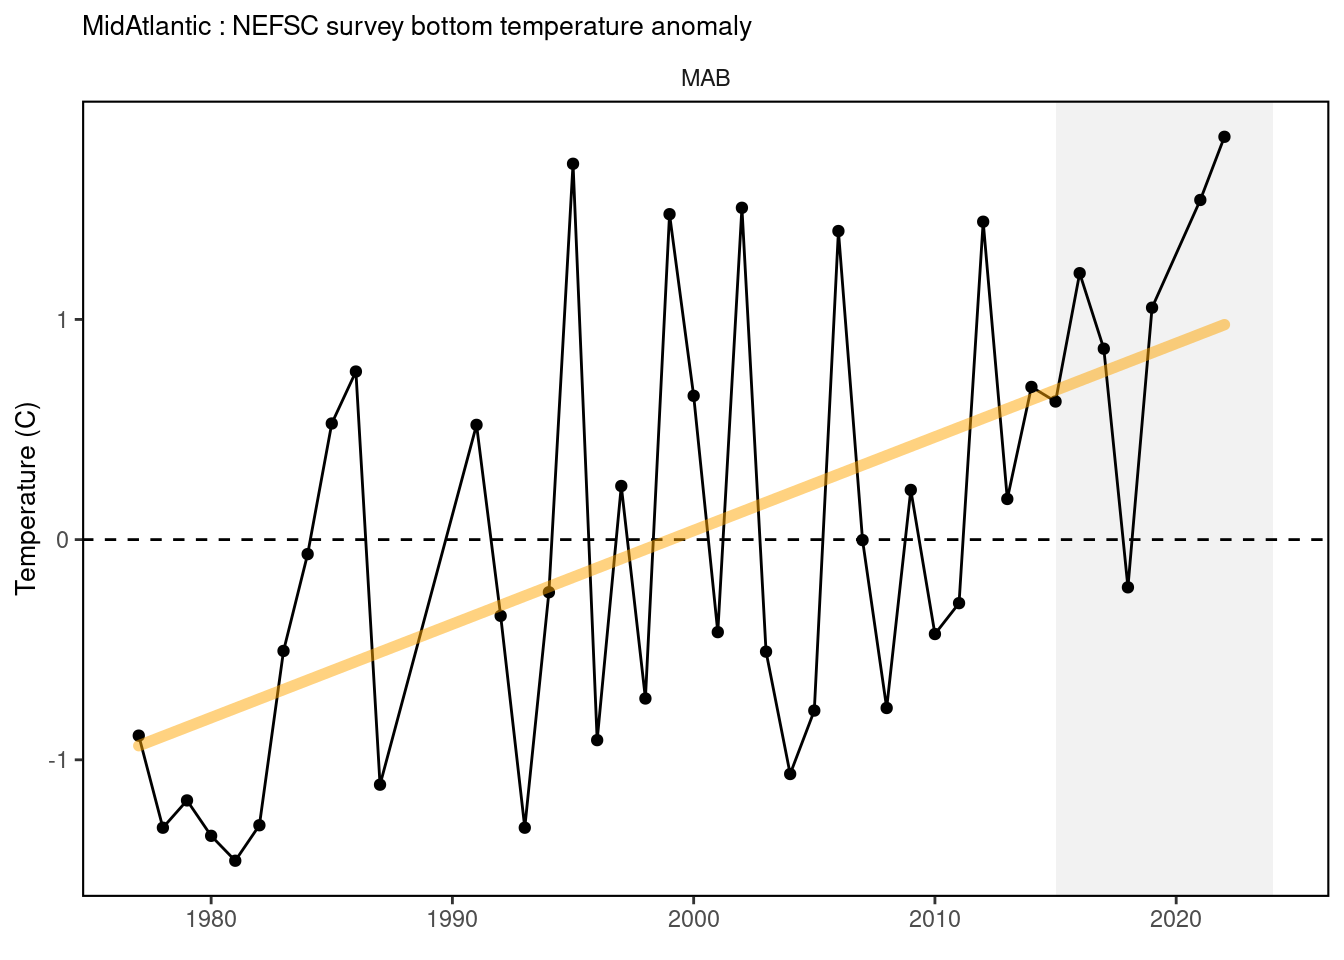 MidAtlantic : NEFSC survey bottom temperature anomaly
MAB
Temperature (C)
1
0
-1
1980 1990 2000 2010 2020